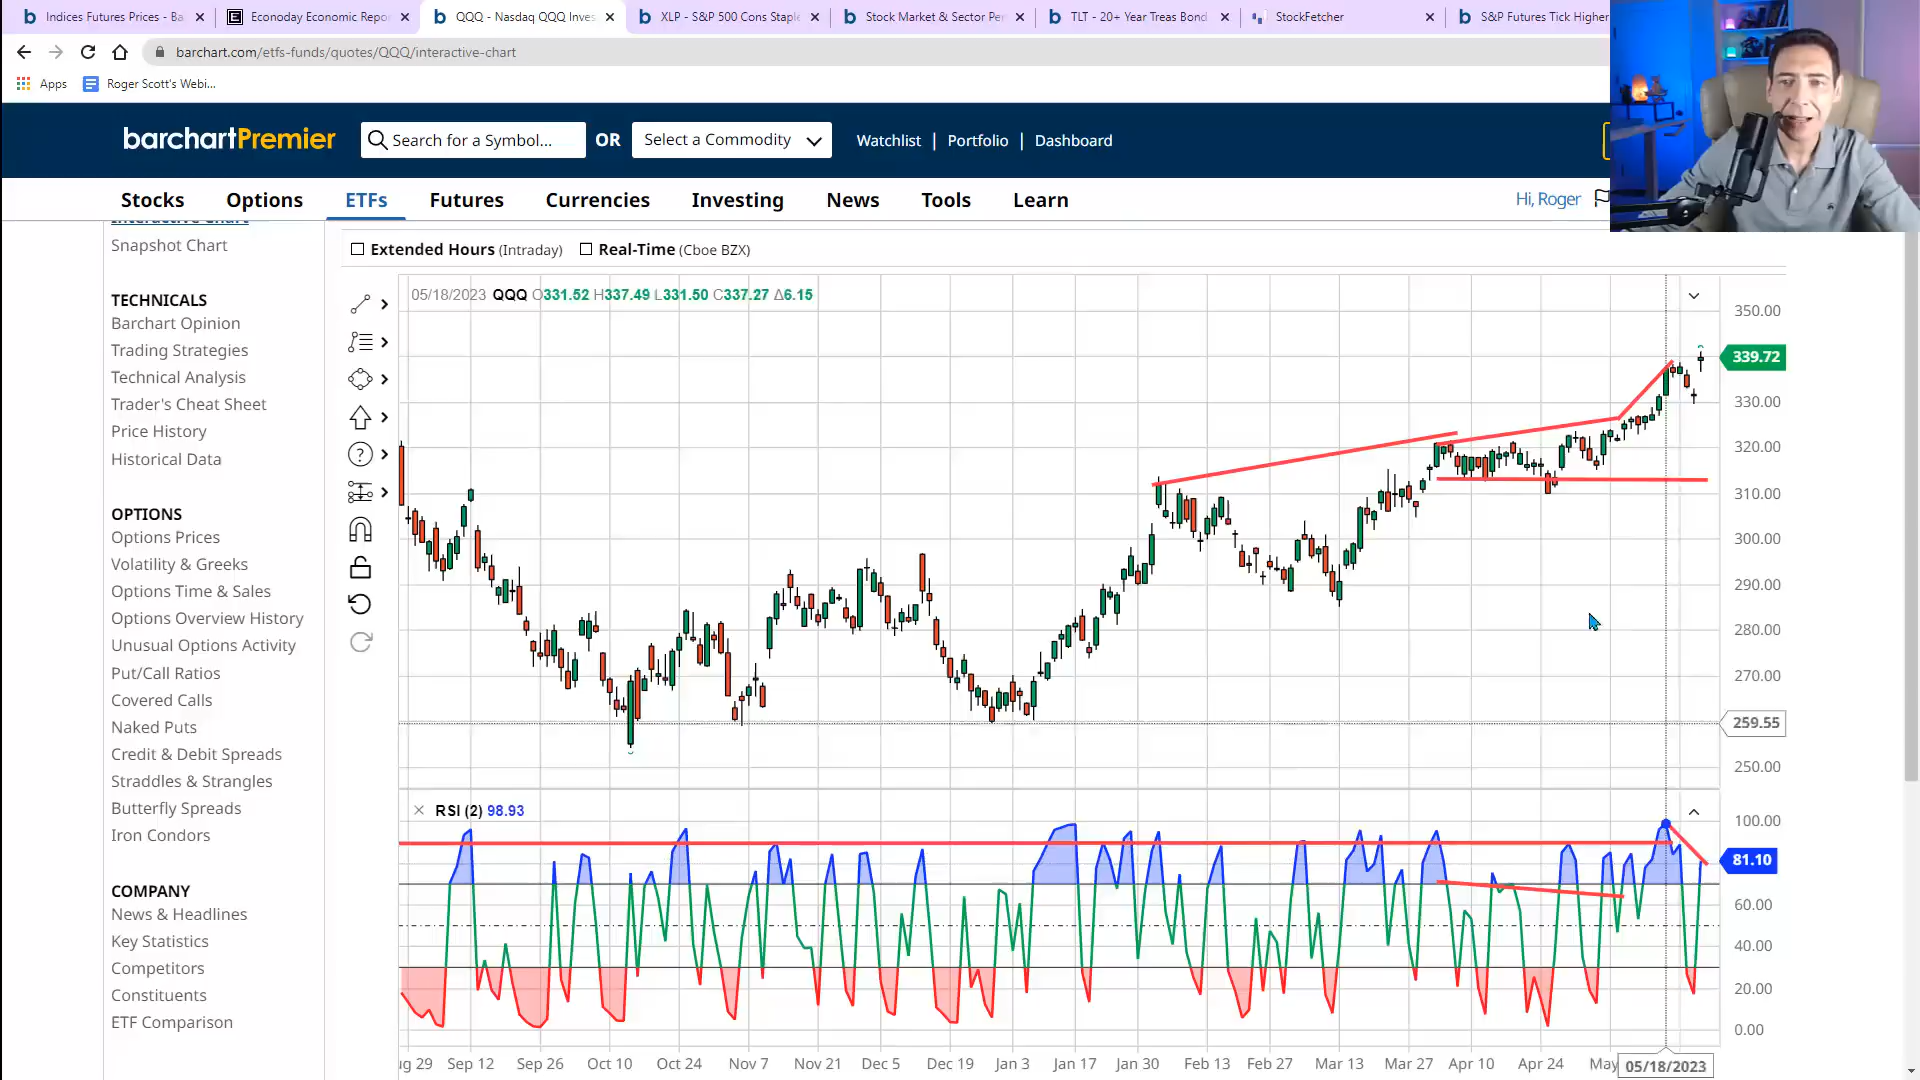 Indices Futures Prices - Ba
Econoday Economic Repo
QQQ - Nasdaq QQQ Inves
XLP - S&P 500 Cons Staple
Stock Market & Sector Pe
TLT - 20+ Year Treas Bond
StockFetcher
S&P Futures Tick Higher
barchart.com/etfs-funds/quotes/QQQ/interactive-chart
Apps
Roger Scott's Webi...
barchartPremier
Search for a Symbol...
OR
Select a Commodity
Watchlist | Portfolio | Dashboard
Stocks
Options
ETFs
Futures
Currencies
Investing
News
Tools
Learn
Hi, Roger
Interactive Chart
Snapshot Chart
TECHNICALS
Barchart Opinion
Trading Strategies
Technical Analysis
Trader's Cheat Sheet
Price History
Historical Data
OPTIONS
Options Prices
Volatility & Greeks
Options Time & Sales
Options Overview History
Unusual Options Activity
Put/Call Ratios
Covered Calls
Naked Puts
Credit & Debit Spreads
Straddles & Strangles
Butterfly Spreads
Iron Condors
COMPANY
News & Headlines
Key Statistics
Competitors
Constituents
ETF Comparison
Extended Hours (Intraday)
Real-Time (Cboe BZX)
05/18/2023 QQQ O331.52 H337.49 L331.50 C337.27 Δ6.15
350.00
339.72
330.00
320.00
310.00
300.00
290.00
280.00
270.00
259.55
250.00
RSI (2) 98.93
100.00
81.10
60.00
40.00
20.00
0.00
ug 29
Sep 12
Sep 26
Oct 10
Oct 24
Nov 7
Nov 21
Dec 5
Dec 19
Jan 3
Jan 17
Jan 30
Feb 13
Feb 27
Mar 13
Mar 27
Apr 10
Apr 24
May
05/18/2023